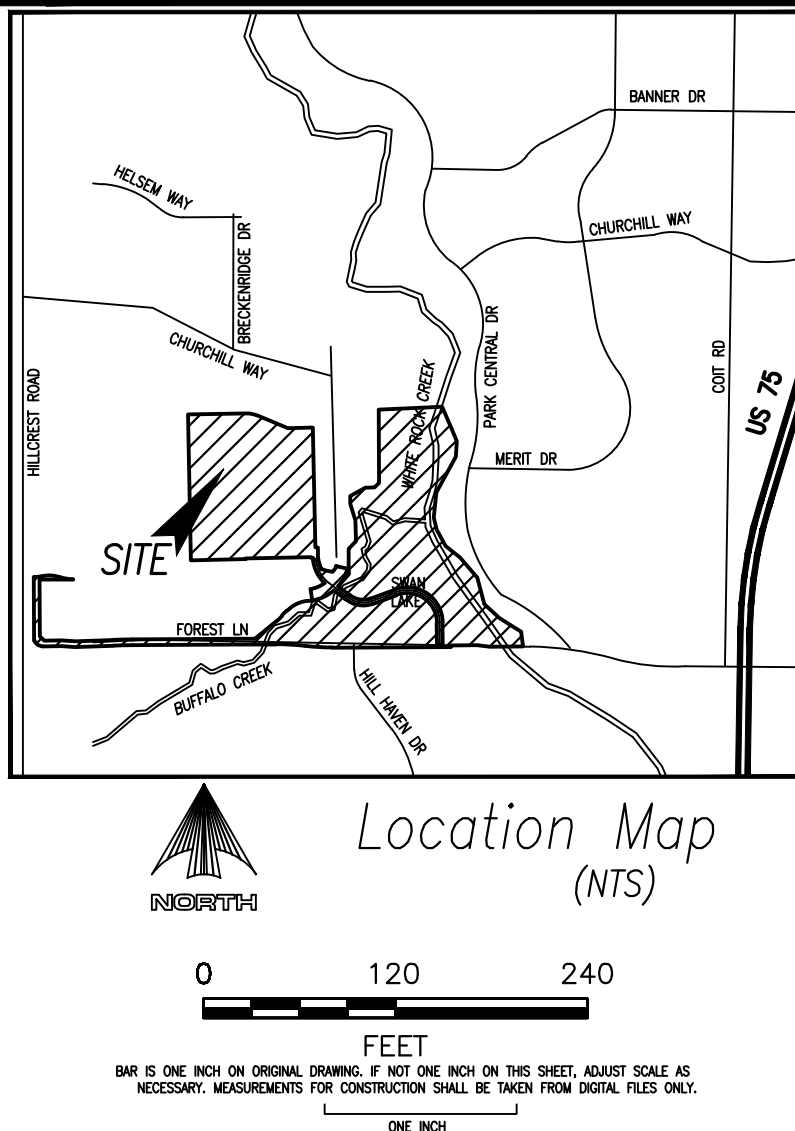 BANNER DR
HELSEM WAY
BRECKENRIDGE DR
CHURCHILL WAY
CHURCHILL WAY
PARK CENTRAL DR
COIT RD
US 75
HILLCREST ROAD
WHITE ROCK CREEK
MERIT DR
SITE
SWAN
LAKE
FOREST LN
BUFFALO CREEK
HILL HAVEN DR
Location Map
(NTS)
NORTH
0 120 240
FEET
BAR IS ONE INCH ON ORIGINAL DRAWING. IF NOT ONE INCH ON THIS SHEET, ADJUST SCALE AS
NECESSARY. MEASUREMENTS FOR CONSTRUCTION SHALL BE TAKEN FROM DIGITAL FILES ONLY.
ONE INCH